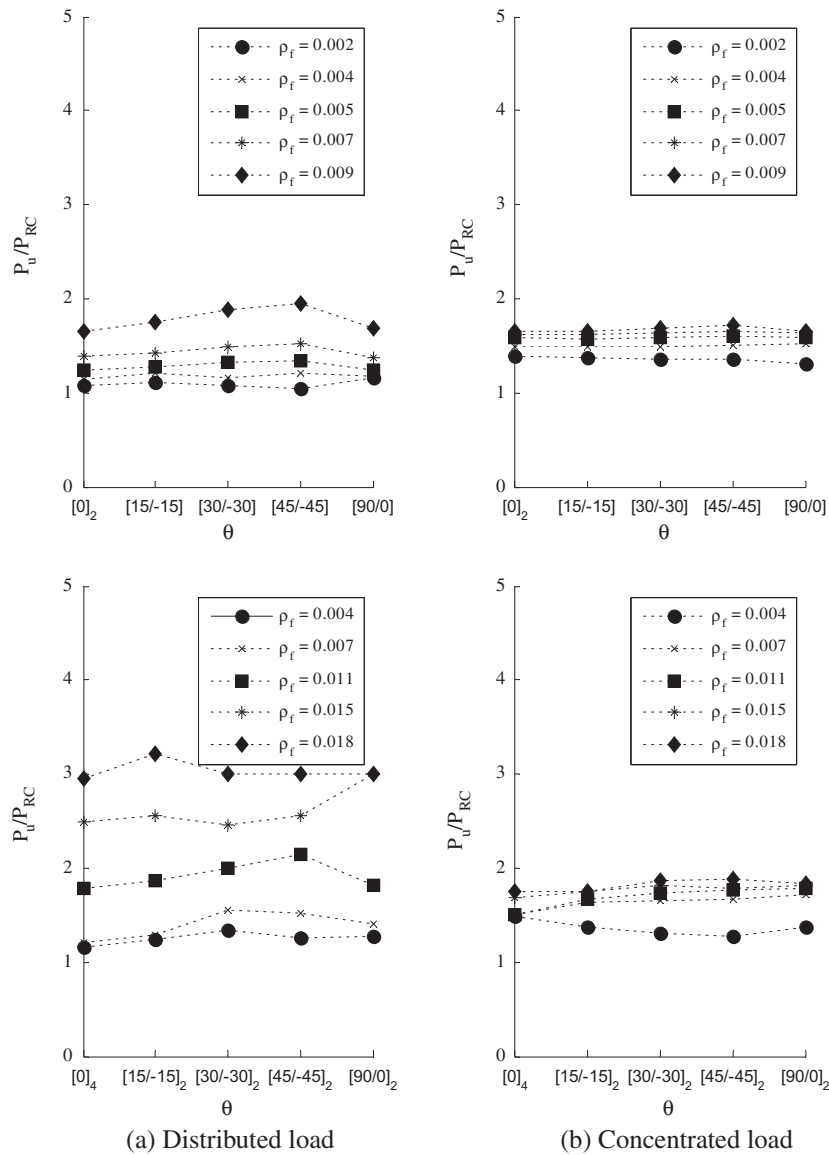 5
4
3
2
1
0
P_u/P_RC
ρ_f = 0.002
ρ_f = 0.004
ρ_f = 0.005
ρ_f = 0.007
ρ_f = 0.009
[0]_2 [15/-15] [30/-30] [45/-45] [90/0]
θ
5
4
3
2
1
0
P_u/P_RC
ρ_f = 0.002
ρ_f = 0.004
ρ_f = 0.005
ρ_f = 0.007
ρ_f = 0.009
[0]_2 [15/-15] [30/-30] [45/-45] [90/0]
θ
5
4
3
2
1
0
P_u/P_RC
ρ_f = 0.004
ρ_f = 0.007
ρ_f = 0.011
ρ_f = 0.015
ρ_f = 0.018
[0]_4 [15/-15]_2 [30/-30]_2 [45/-45]_2 [90/0]_2
θ
(a) Distributed load
5
4
3
2
1
0
P_u/P_RC
ρ_f = 0.004
ρ_f = 0.007
ρ_f = 0.011
ρ_f = 0.015
ρ_f = 0.018
[0]_4 [15/-15]_2 [30/-30]_2 [45/-45]_2 [90/0]_2
θ
(b) Concentrated load